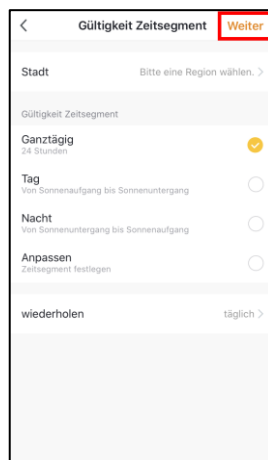 Gültigkeit Zeitsegment Weiter
Stadt Bitte eine Region wählen. >
Gültigkeit Zeitsegment
Ganztägig
24 Stunden
Tag
Von Sonnenaufgang bis Sonnenuntergang
Nacht
Von Sonnenuntergang bis Sonnenaufgang
Anpassen
Zeitsegment festlegen
wiederholen täglich >